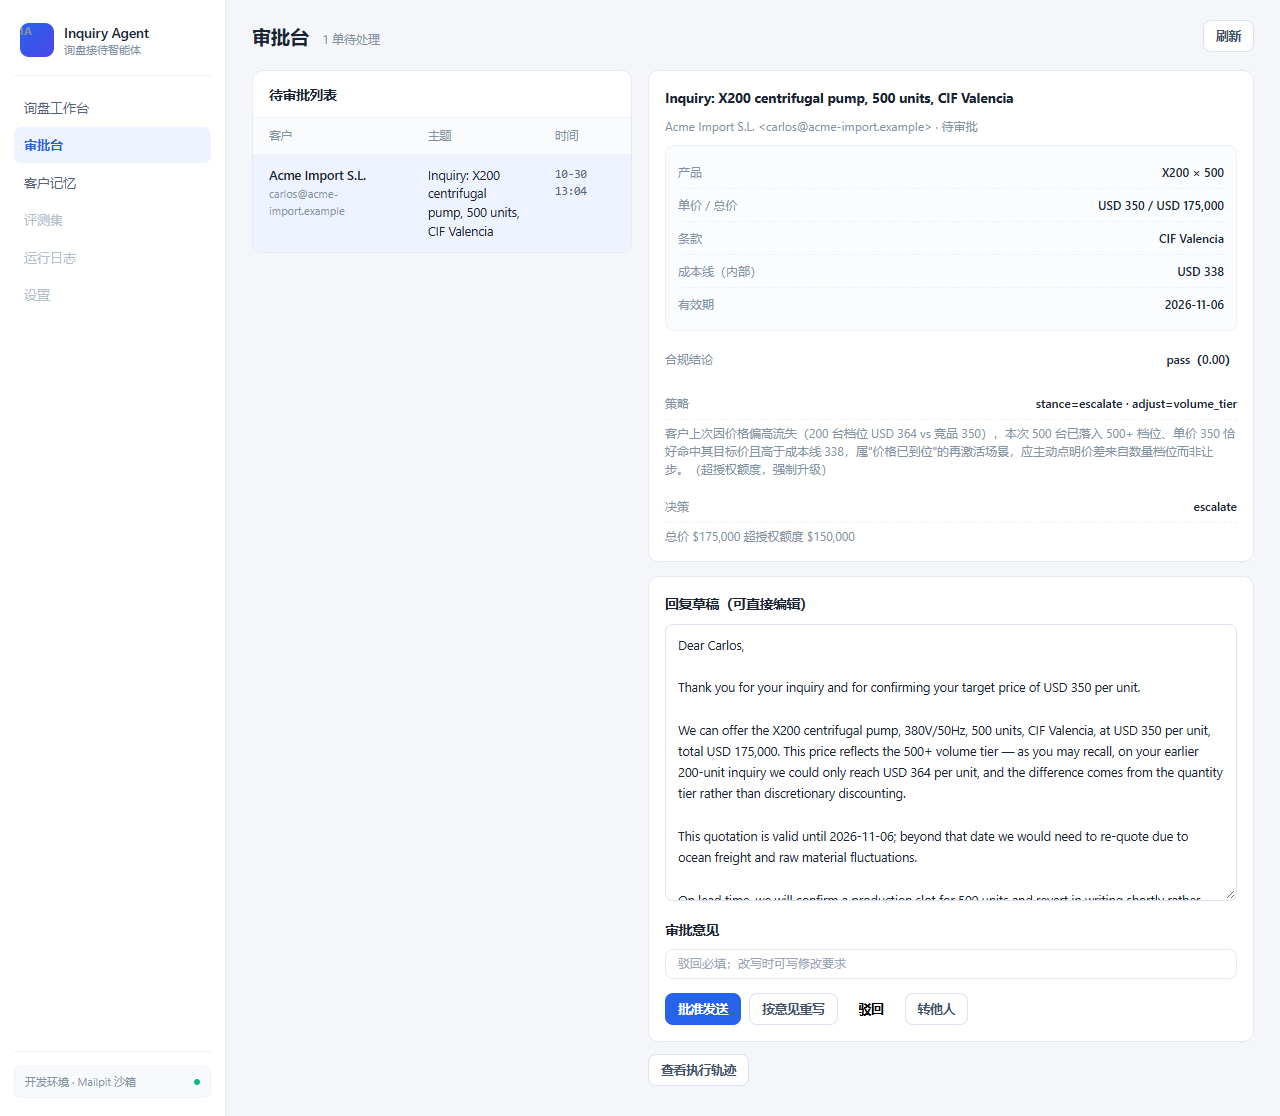 IA
Inquiry Agent
询盘接待智能体
询盘工作台
审批台
客户记忆
评测集
运行日志
设置
开发环境 · Mailpit 沙箱
审批台
1 单待处理
刷新
待审批列表
客户
主题
时间
Acme Import S.L.
carlos@acme-
import.example
Inquiry: X200
centrifugal
pump, 500 units,
CIF Valencia
10-30
13:04
Inquiry: X200 centrifugal pump, 500 units, CIF Valencia
Acme Import S.L. <carlos@acme-import.example> · 待审批
产品
X200 × 500
单价 / 总价
USD 350 / USD 175,000
条款
CIF Valencia
成本线（内部）
USD 338
有效期
2026-11-06
合规结论
pass（0.00）
策略
stance=escalate · adjust=volume_tier
客户上次因价格偏高流失（200 台档位 USD 364 vs 竞品 350），本次 500 台已落入 500+ 档位、单价 350 恰
好命中其目标价且高于成本线 338，属"价格已到位"的再激活场景，应主动点明价差来自数量档位而非让
步。（超授权额度，强制升级）
决策
escalate
总价 $175,000 超授权额度 $150,000
回复草稿（可直接编辑）
Dear Carlos,
Thank you for your inquiry and for confirming your target price of USD 350 per unit.
We can offer the X200 centrifugal pump, 380V/50Hz, 500 units, CIF Valencia, at USD 350 per unit,
total USD 175,000. This price reflects the 500+ volume tier — as you may recall, on your earlier
200-unit inquiry we could only reach USD 364 per unit, and the difference comes from the quantity
tier rather than discretionary discounting.
This quotation is valid until 2026-11-06; beyond that date we would need to re-quote due to
ocean freight and raw material fluctuations.
On lead time, we will confirm a production slot for 500 units and revert in writing shortly rather
审批意见
驳回必填；改写时可写修改要求
批准发送
按意见重写
驳回
转他人
查看执行轨迹